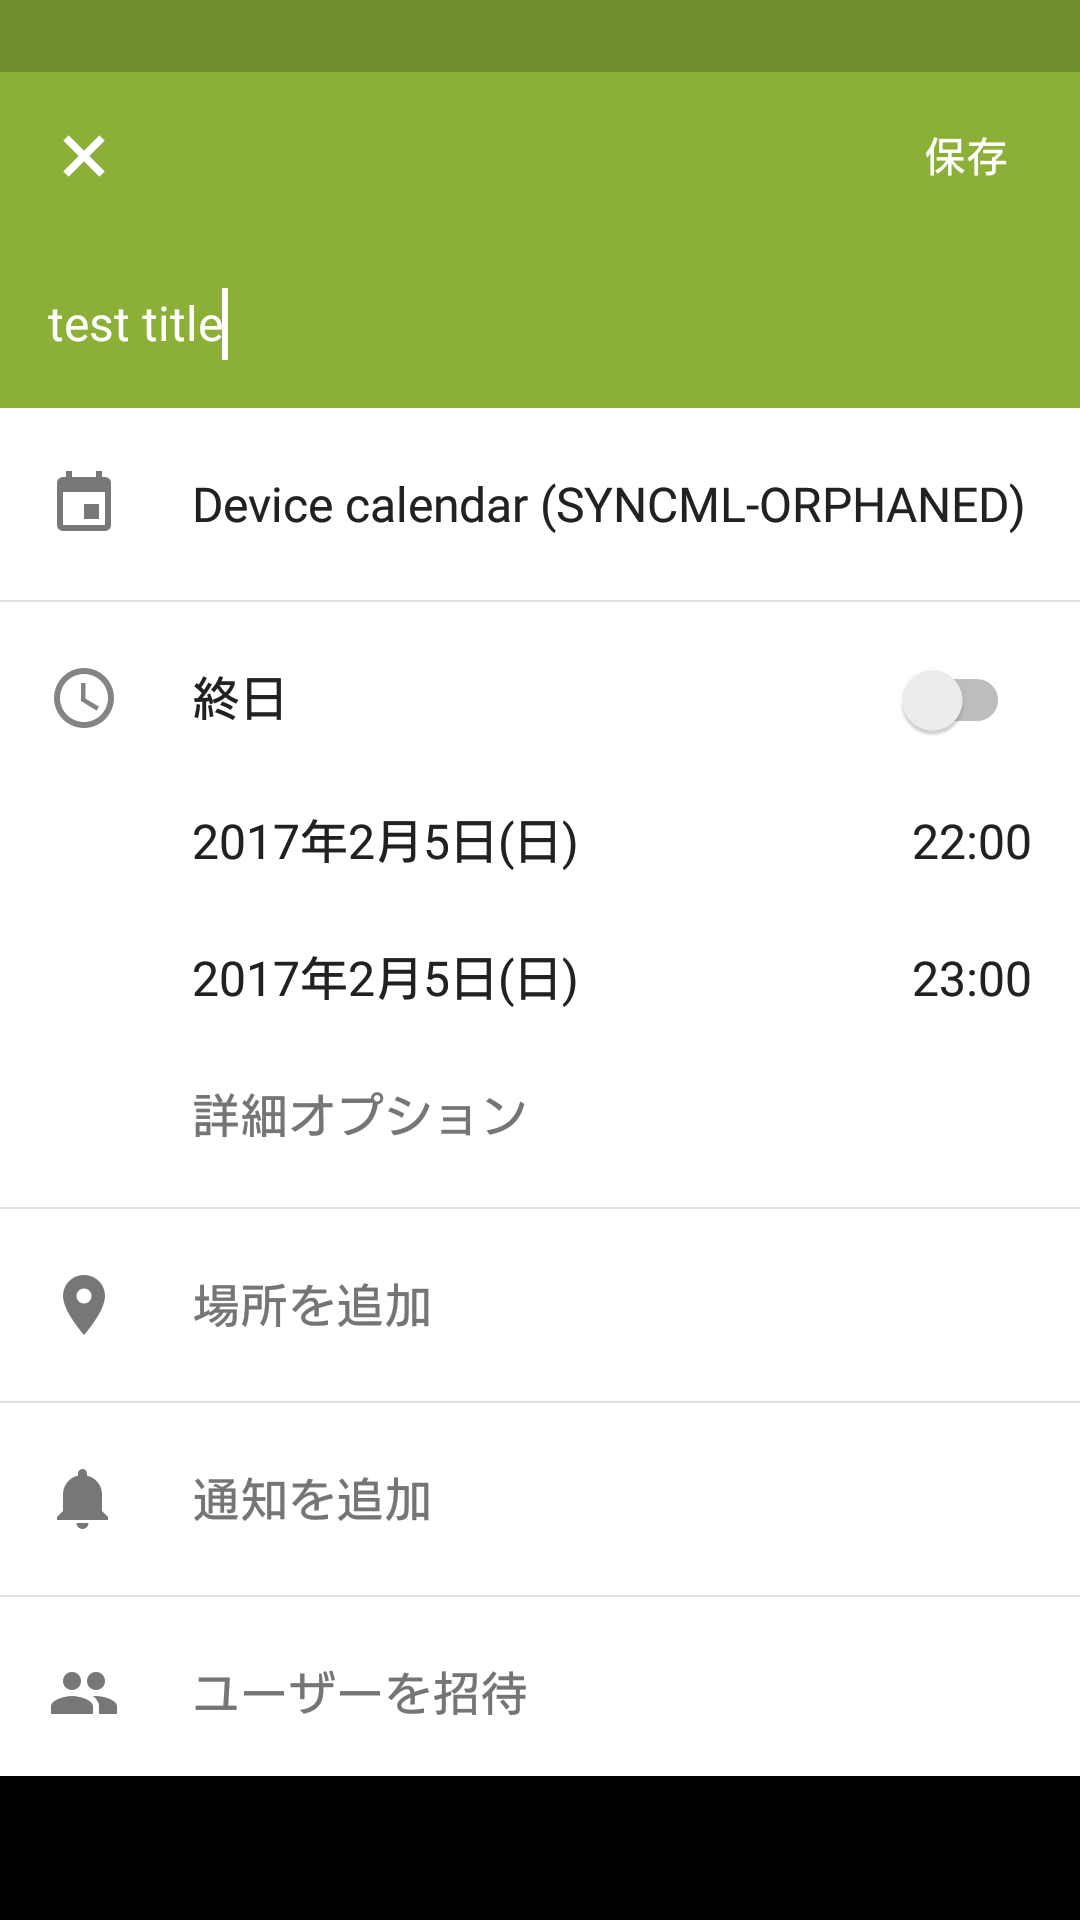 保存
test title
Device calendar (SYNCML-ORPHANED)
終日
2017年2月5日(日) 22:00
2017年2月5日(日) 23:00
詳細オプション
場所を追加
通知を追加
ユーザーを招待